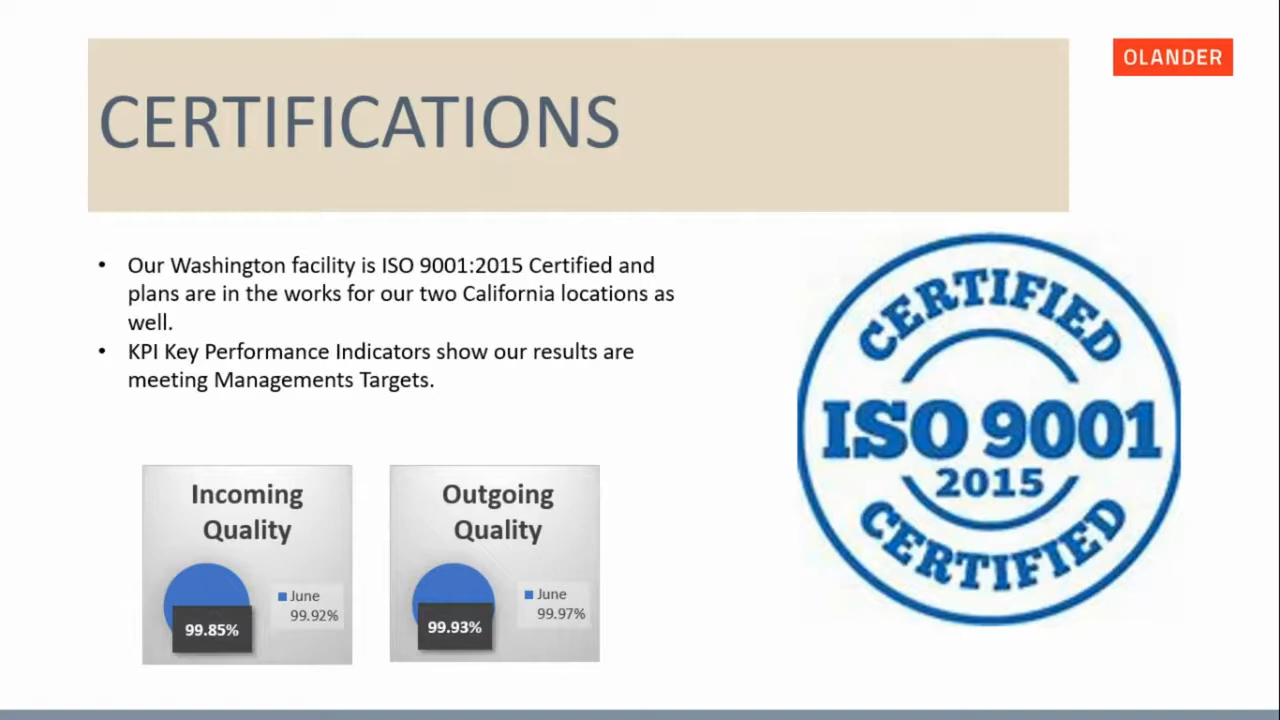 OLANDER
CERTIFICATIONS
• Our Washington facility is ISO 9001:2015 Certified and
plans are in the works for our two California locations as
well.
• KPI Key Performance Indicators show our results are
meeting Managements Targets.
CERTIFIED
ISO 9001
2015
CERTIFIED
Incoming
Quality
June
99.92%
99.85%
Outgoing
Quality
June
99.97%
99.93%